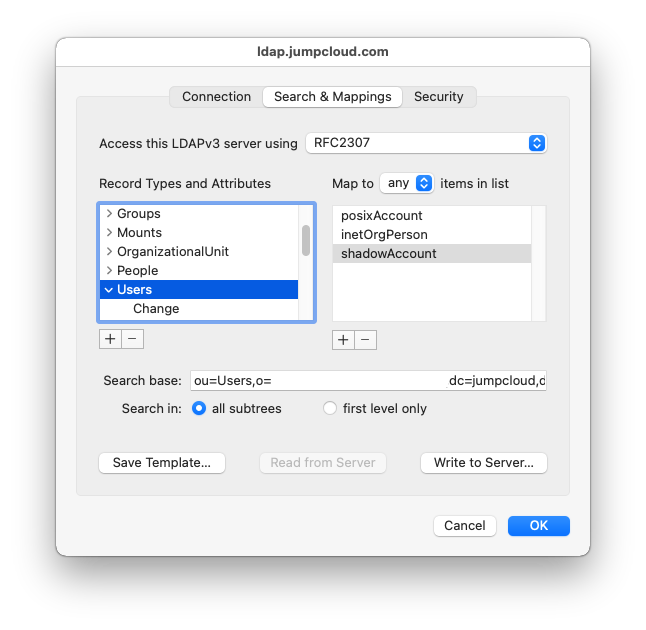 ldap.jumpcloud.com
Connection Search & Mappings Security
Access this LDAPv3 server using RFC2307
Record Types and Attributes
Map to any items in list
Groups
Mounts
OrganizationalUnit
People
Users
Change
posixAccount
inetOrgPerson
shadowAccount
Search base: ou=Users,o= dc=jumpcloud,d
Search in: all subtrees first level only
Save Template... Read from Server Write to Server...
Cancel OK